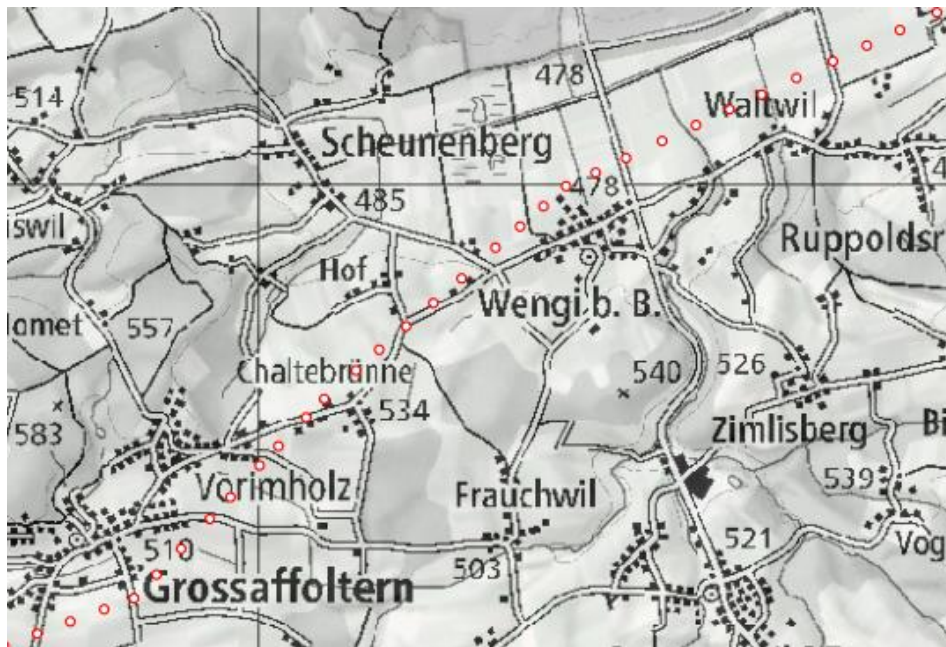 478
514
Waltwil
Scheunenberg
478
485
iswil
Ruppoldsr
Hof
Wengi b. B.
lomet
557
526
Chaltebrünne
540
534
583
Zimlisberg
Bi
539
Vorimholz
Frauchwil
510
521
Vog
503
Grossaffoltern